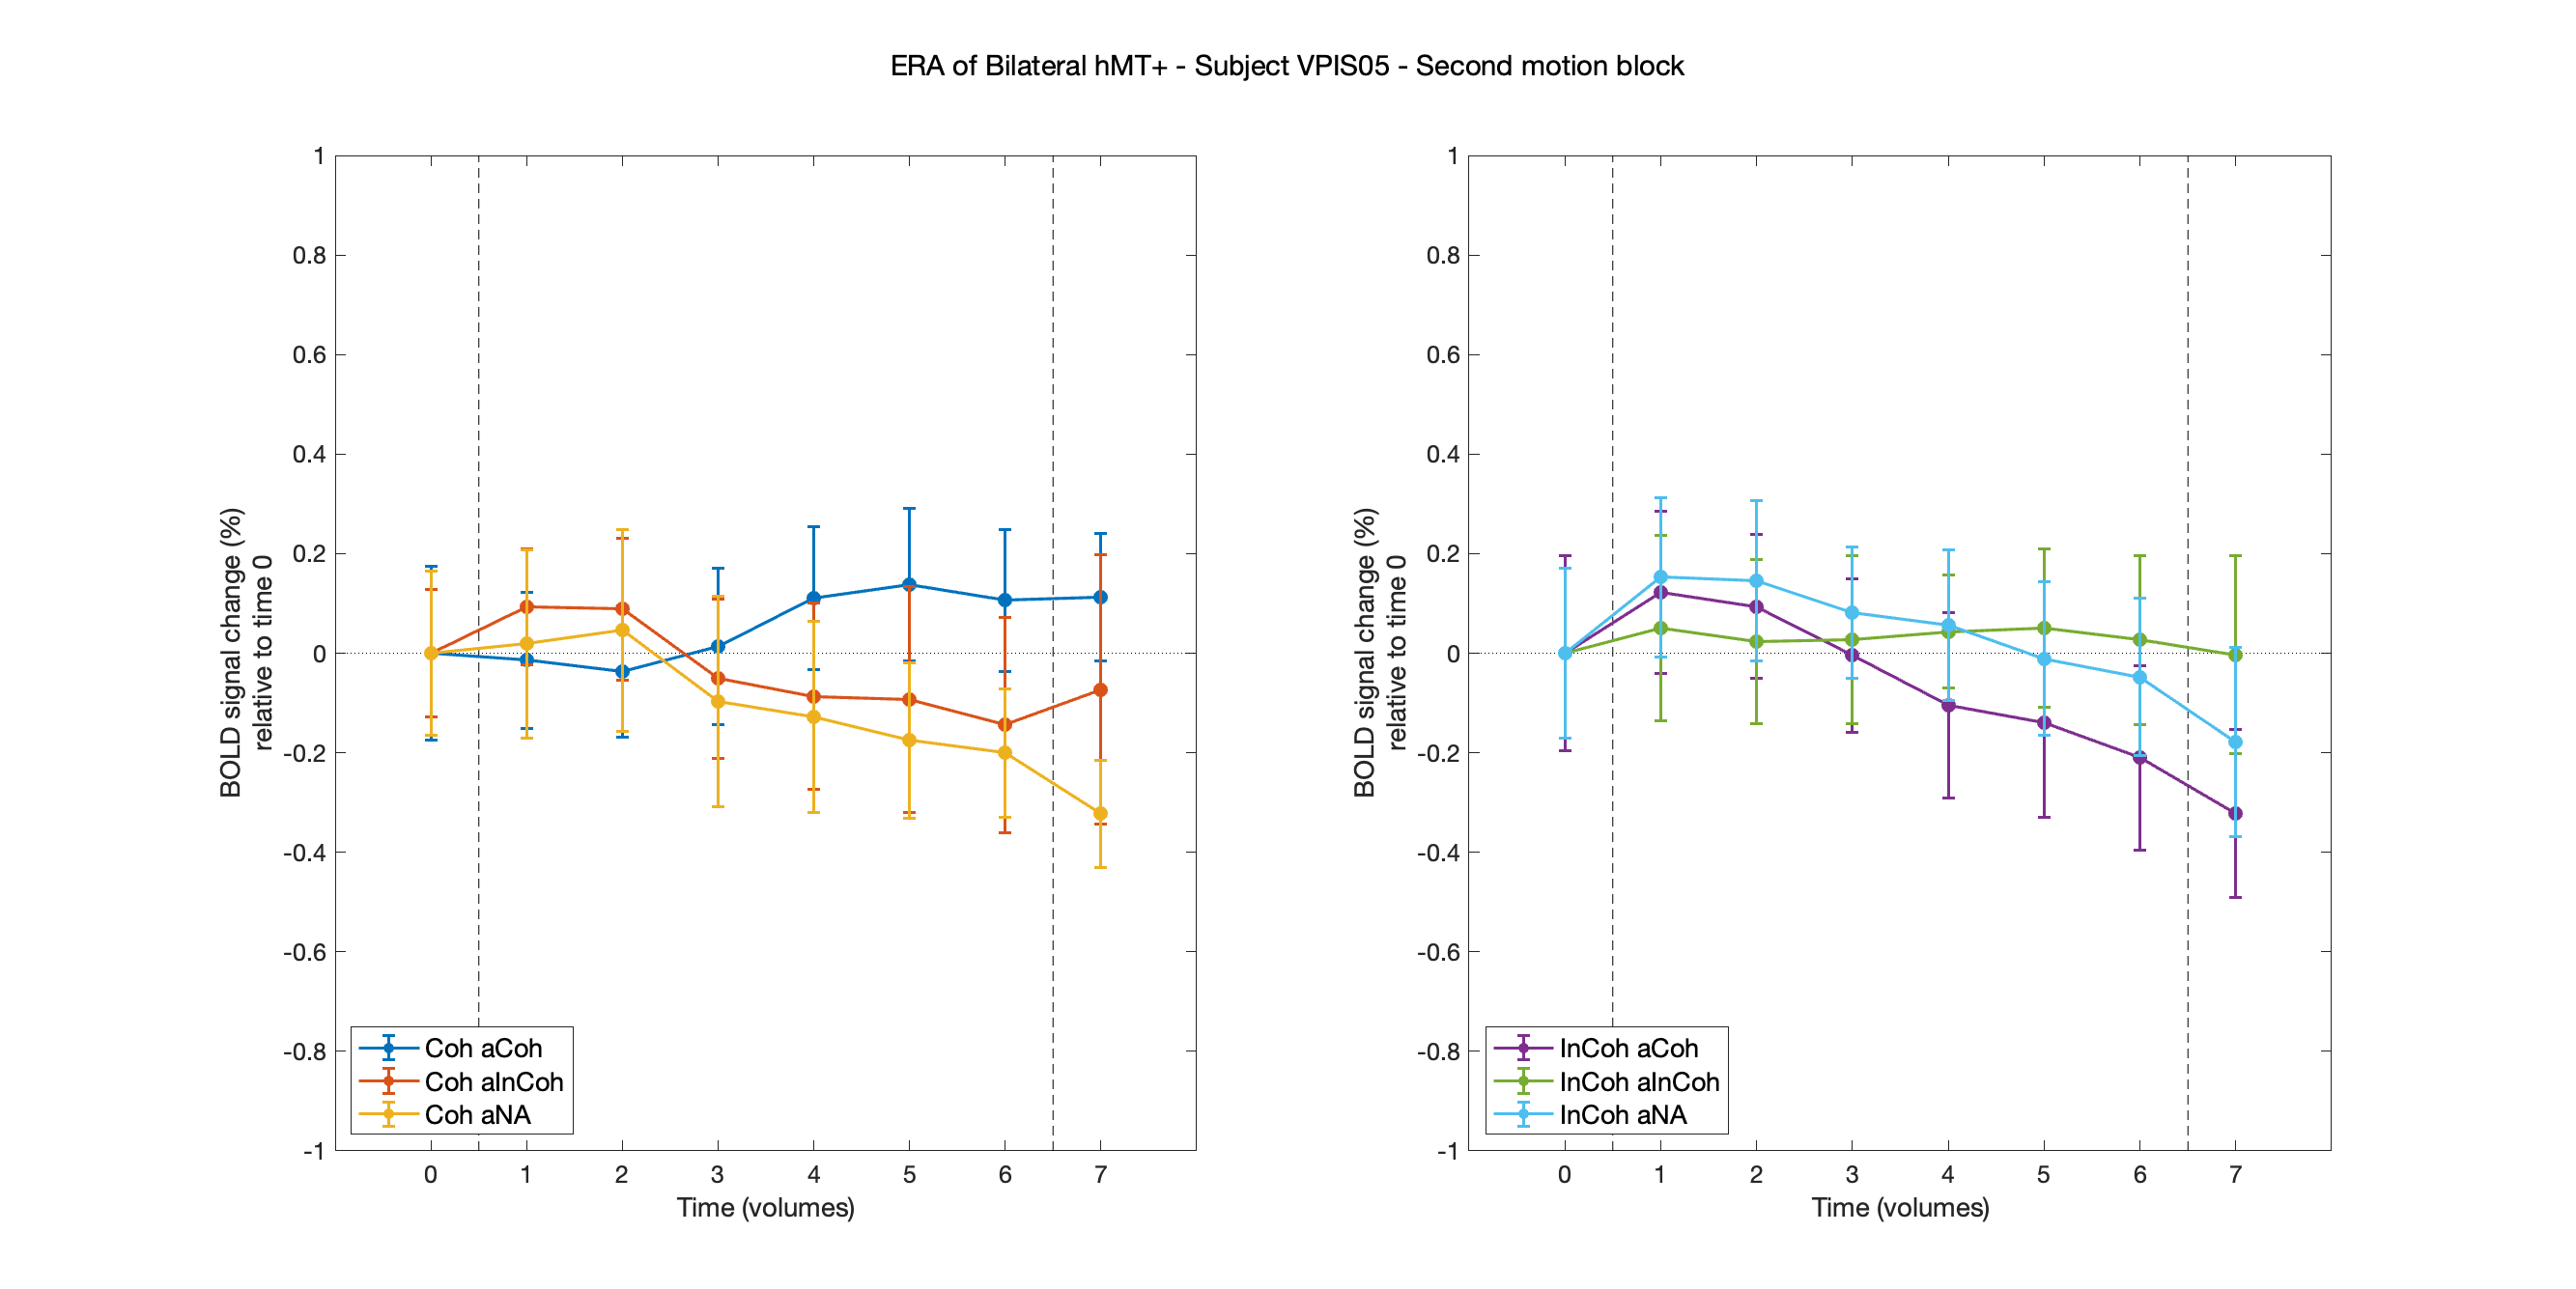 ERA of Bilateral hMT+ - Subject VPIS05 - Second motion block
BOLD signal change (%)
relative to time 0
1
0.8
0.6
0.4
0.2
0
-0.2
-0.4
-0.6
-0.8
-1
Coh aCoh
Coh aInCoh
Coh aNA
0 1 2 3 4 5 6 7
Time (volumes)
BOLD signal change (%)
relative to time 0
1
0.8
0.6
0.4
0.2
0
-0.2
-0.4
-0.6
-0.8
-1
InCoh aCoh
InCoh aInCoh
InCoh aNA
0 1 2 3 4 5 6 7
Time (volumes)